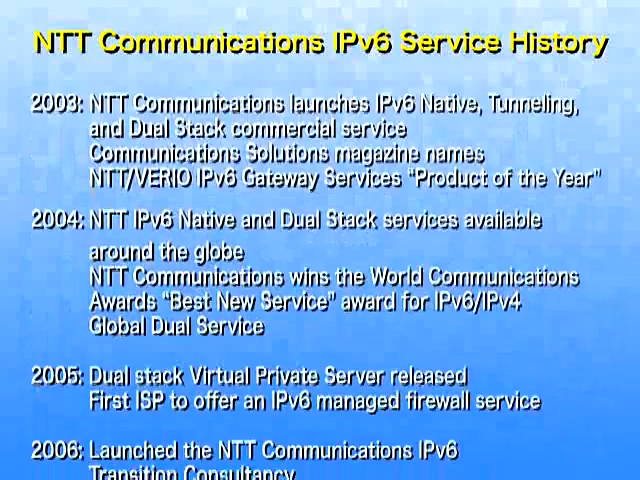 NTT Communications IPv6 Service History
2003: NTT Communications launches IPv6 Native, Tunneling,
and Dual Stack commercial service
Communications Solutions magazine names
NTT/VERIO IPv6 Gateway Services “Product of the Year”
2004: NTT IPv6 Native and Dual Stack services available
around the globe
NTT Communications wins the World Communications
Awards “Best New Service” award for IPv6/IPv4
Global Dual Service
2005: Dual stack Virtual Private Server released
First ISP to offer an IPv6 managed firewall service
2006: Launched the NTT Communications IPv6
Transition Consultancy